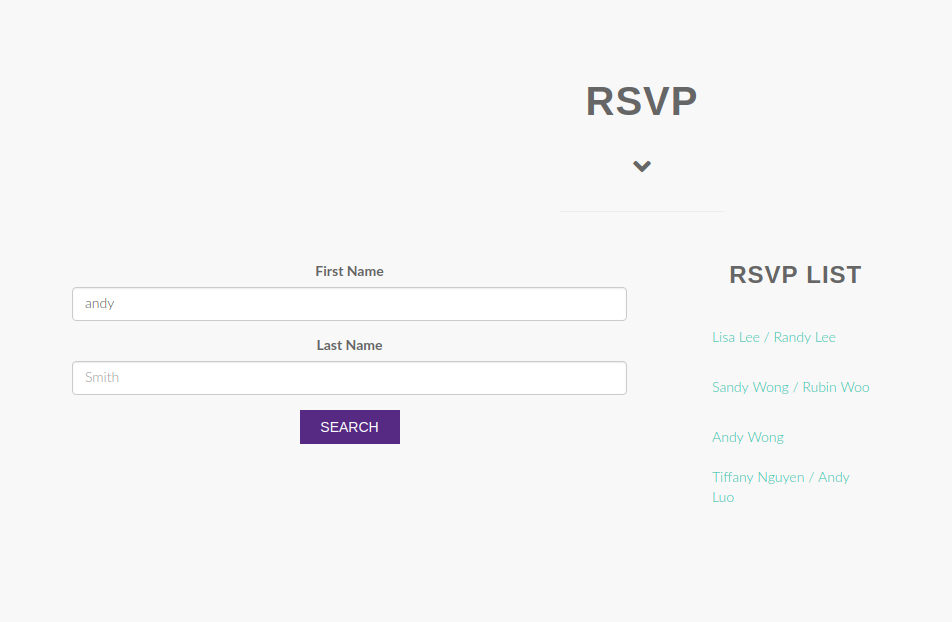 RSVP
First Name
andy
Last Name
Smith
SEARCH
RSVP LIST
Lisa Lee / Randy Lee
Sandy Wong / Rubin Woo
Andy Wong
Tiffany Nguyen / Andy
Luo